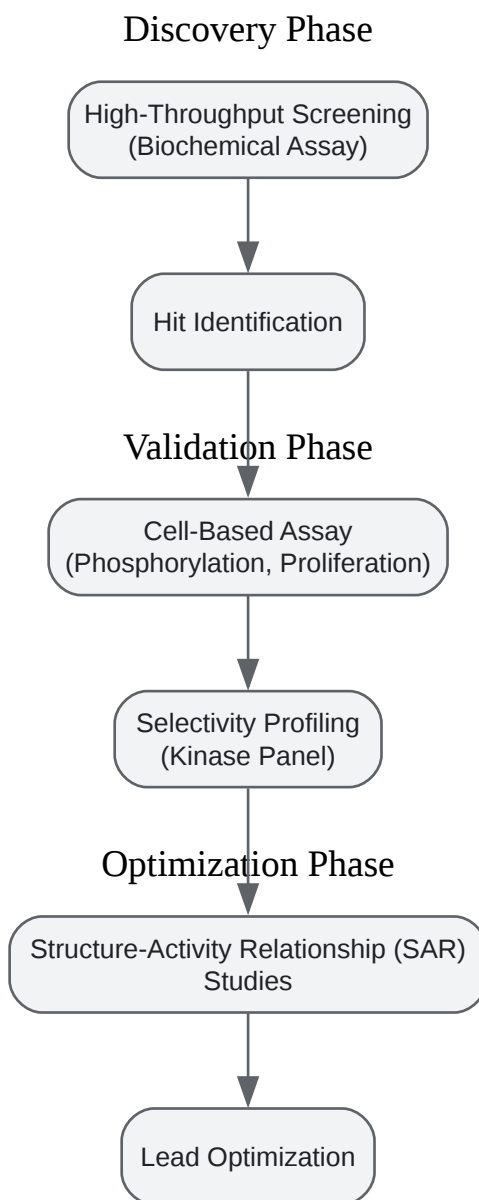 Discovery Phase
High-Throughput Screening
(Biochemical Assay)
Hit Identification
Validation Phase
Cell-Based Assay
(Phosphorylation, Proliferation)
Selectivity Profiling
(Kinase Panel)
Optimization Phase
Structure-Activity Relationship (SAR)
Studies
Lead Optimization